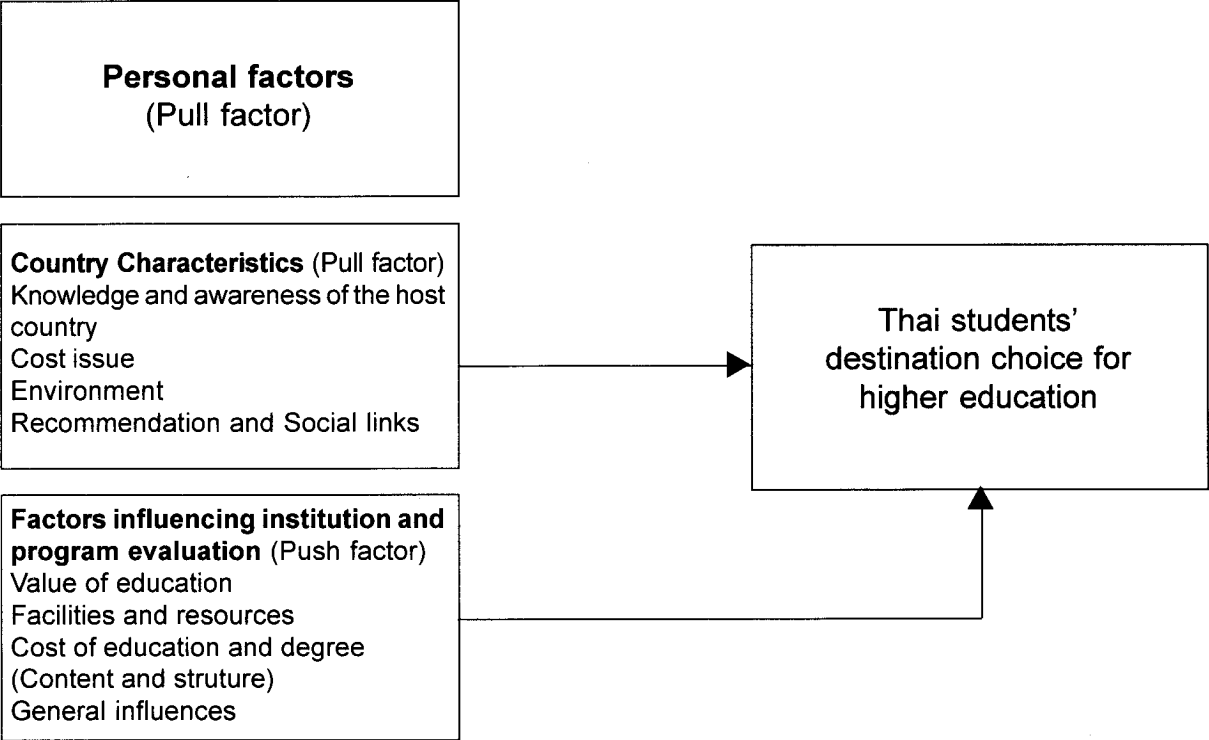 Personal factors
(Pull factor)
Country Characteristics (Pull factor)
Knowledge and awareness of the host
country
Cost issue
Environment
Recommendation and Social links
Thai students’
destination choice for
higher education
Factors influencing institution and
program evaluation (Push factor)
Value of education
Facilities and resources
Cost of education and degree
(Content and struture)
General influences